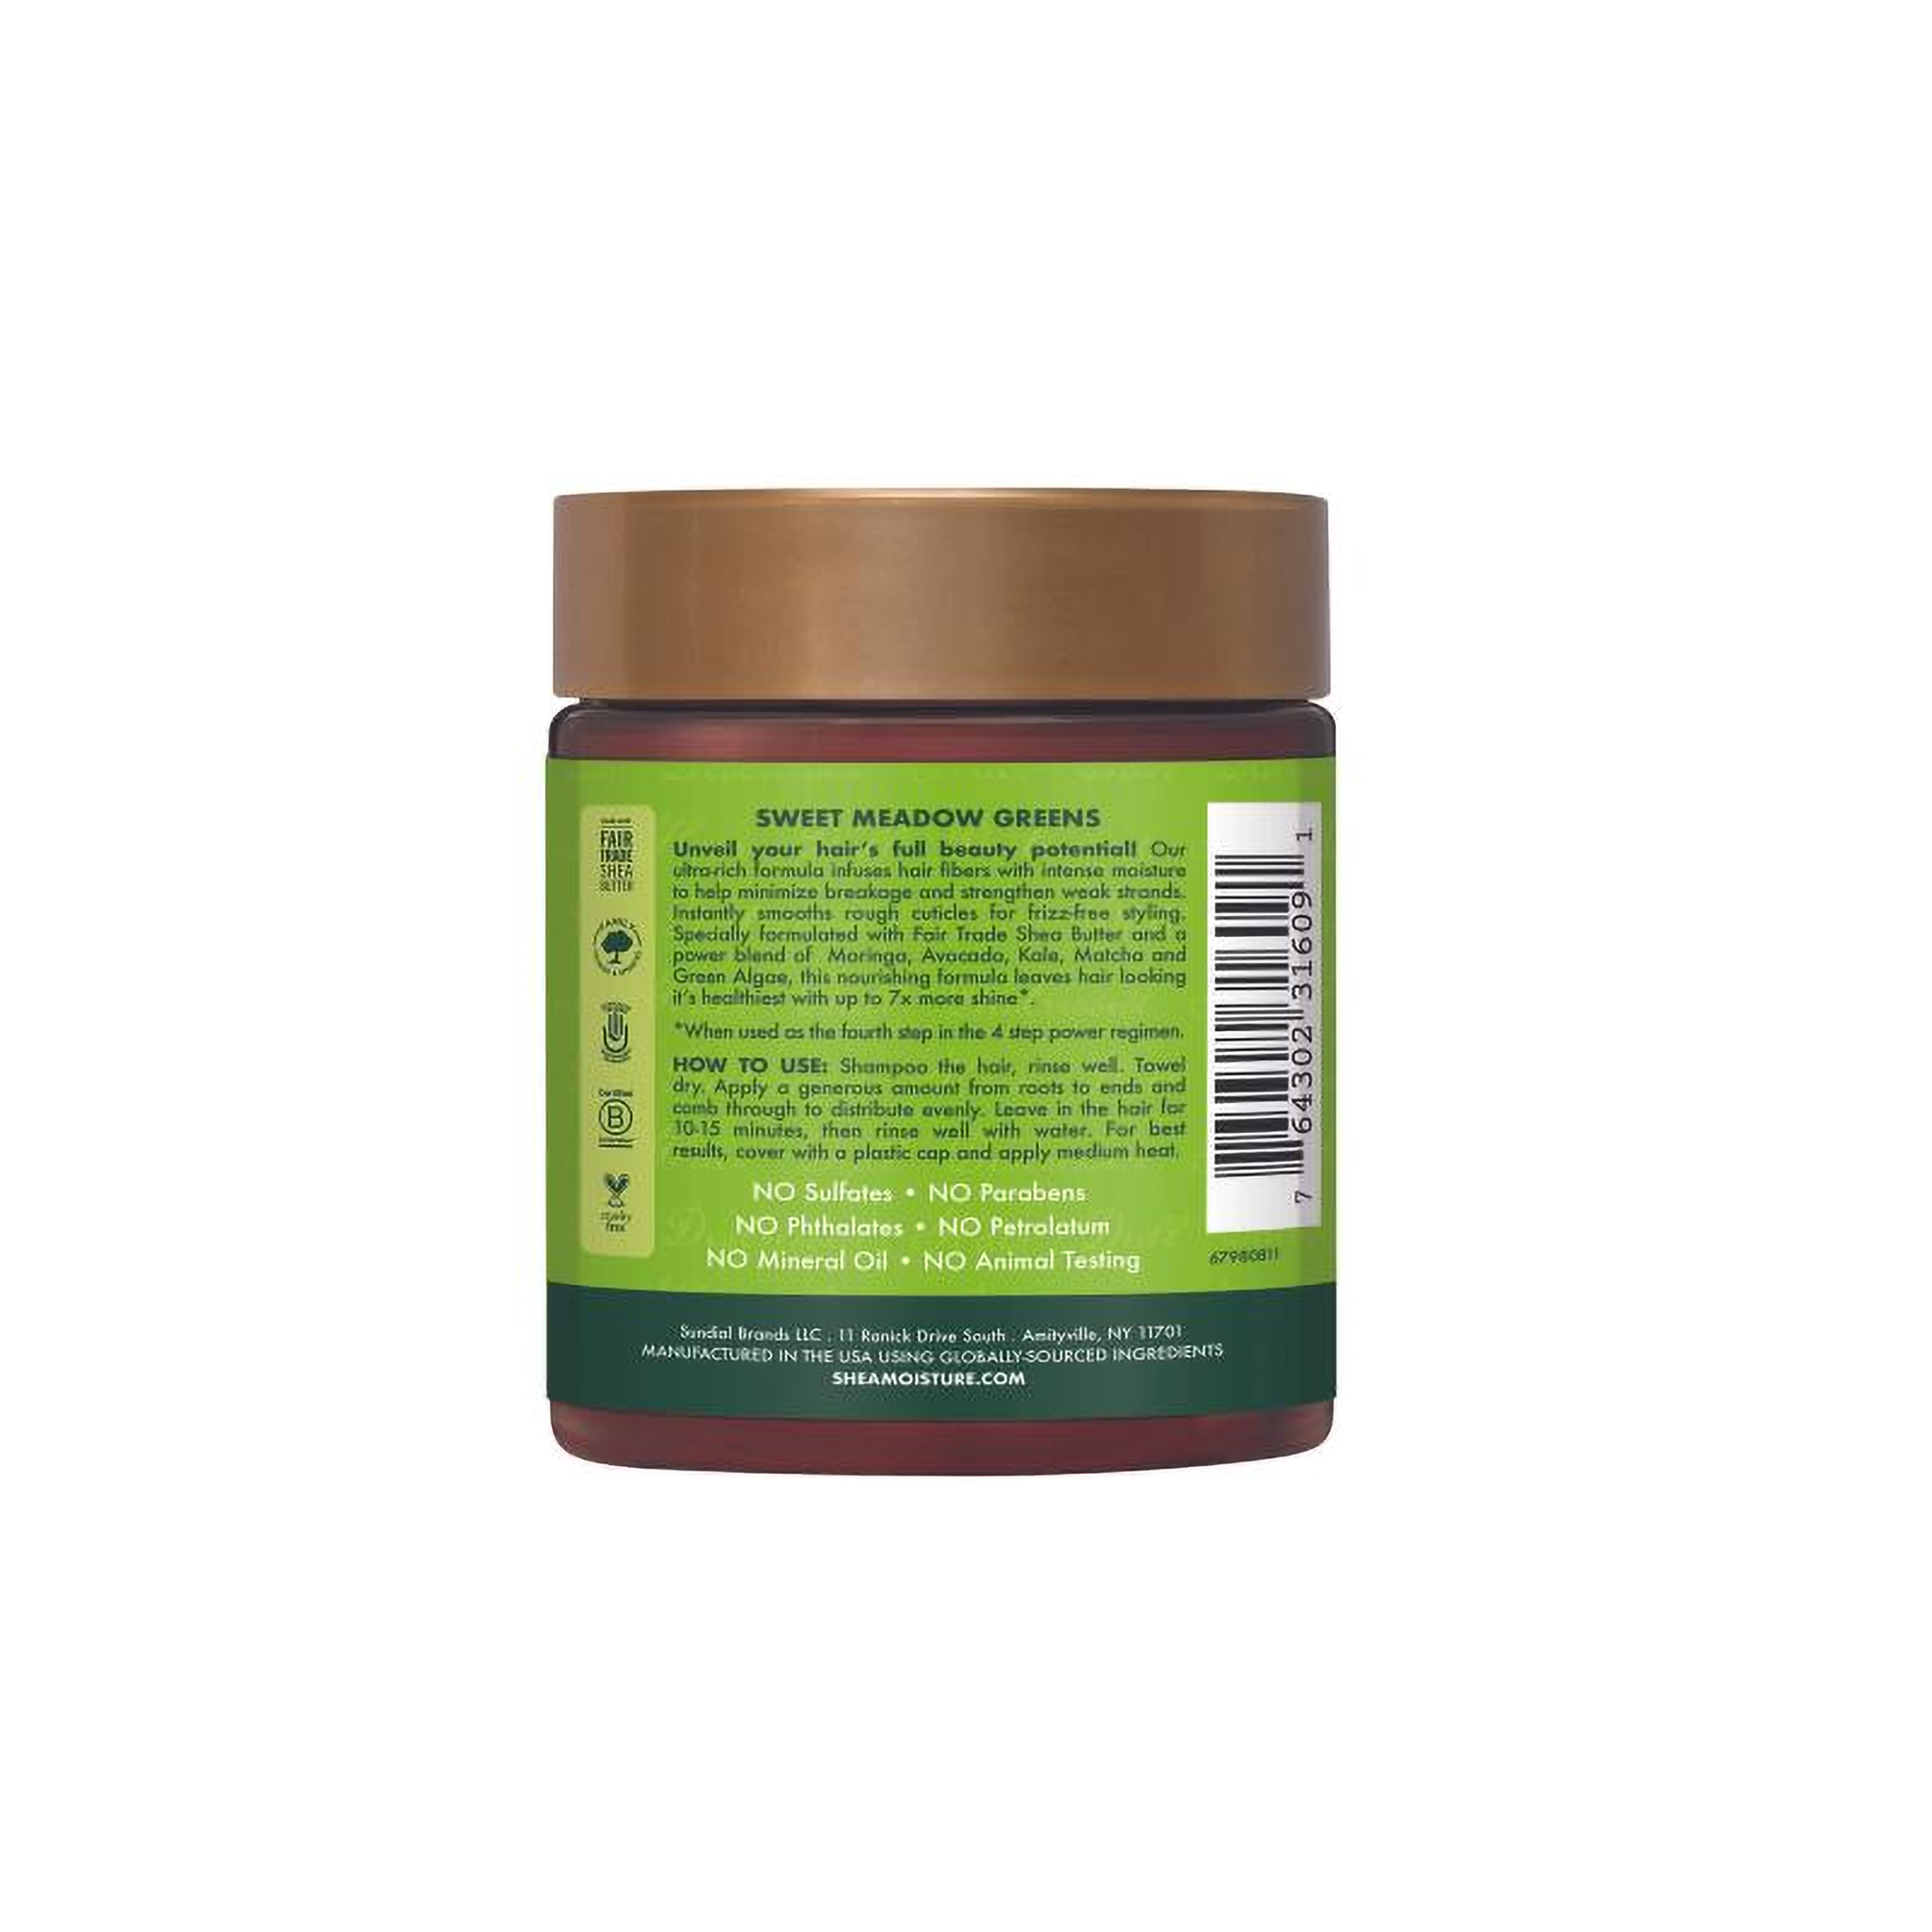 SWEET MEADOW GREENS
Unveil your hair's full beauty potential! Our
ultra-rich formula infuses hair fibers with intense moisture
to help minimize breakage and strengthen weak strands.
Instantly smooths rough cuticles for frizz-free styling.
Specially formulated with Fair Trade Shea Butter and a
power blend of Moringa, Avocado, Kale, Matcha and
Green Algae, this nourishing formula leaves hair looking
it's healthiest with up to 7x more shine*.
*When used as the fourth step in the 4 step power regimen.
HOW TO USE: Shampoo the hair, rinse well. Towel
dry. Apply a generous amount from roots to ends and
comb through to distribute evenly. Leave in the hair for
10-15 minutes, then rinse well with water. For best
results, cover with a plastic cap and apply medium heat.
NO Sulfates • NO Parabens
NO Phthalates • NO Petrolatum
NO Mineral Oil • NO Animal Testing
FAIR
TRADE
SHEA
BUTTER
FAMILY
Certified
B
cruelty
free
7 64302 31609 1
67980811
Sundial Brands LLC . 11 Ranick Drive South . Amityville, NY 11701
MANUFACTURED IN THE USA USING GLOBALLY-SOURCED INGREDIENTS
SHEAMOISTURE.COM